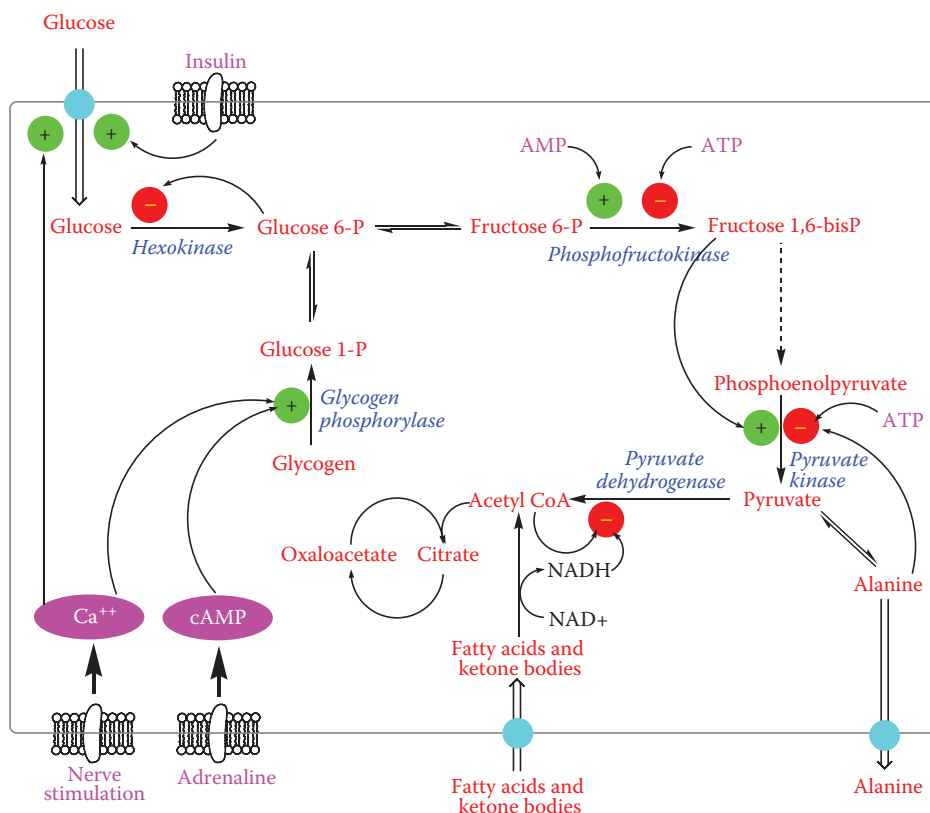 Glucose
Insulin
+
+
AMP
ATP
+
−
−
Glucose
Glucose 6-P
Fructose 6-P
Fructose 1,6-bisP
Hexokinase
Phosphofructokinase
Glucose 1-P
Phosphoenolpyruvate
+
Glycogen
phosphorylase
+
−
ATP
Glycogen
Pyruvate
dehydrogenase
Pyruvate
kinase
Acetyl CoA
Pyruvate
−
Oxaloacetate
Citrate
NADH
Alanine
Ca++
cAMP
NAD+
Fatty acids and
ketone bodies
Nerve
stimulation
Adrenaline
Fatty acids and
ketone bodies
Alanine